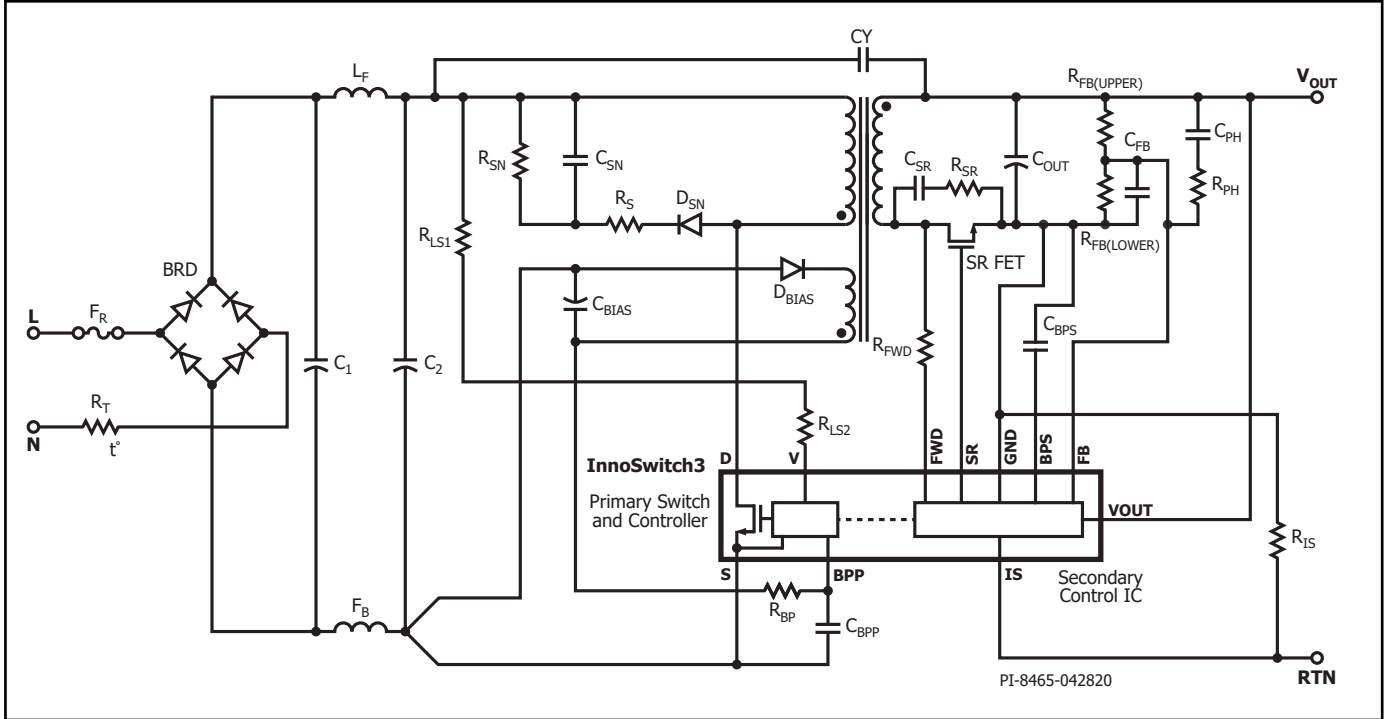 CY
L_F
R_FB(UPPER)
V_OUT
R_SN
C_SN
C_SR
R_SR
C_OUT
C_FB
C_PH
R_PH
R_S
D_SN
R_LS1
R_FB(LOWER)
SR FET
BRD
D_BIAS
C_BIAS
L
F_R
C_1
C_2
R_FWD
C_BPS
R_T
t°
N
R_LS2
InnoSwitch3
D
V
FWD
SR
GND
BPS
FB
Primary Switch
and Controller
VOUT
R_IS
S
BPP
IS
Secondary
Control IC
F_B
R_BP
C_BPP
PI-8465-042820
RTN